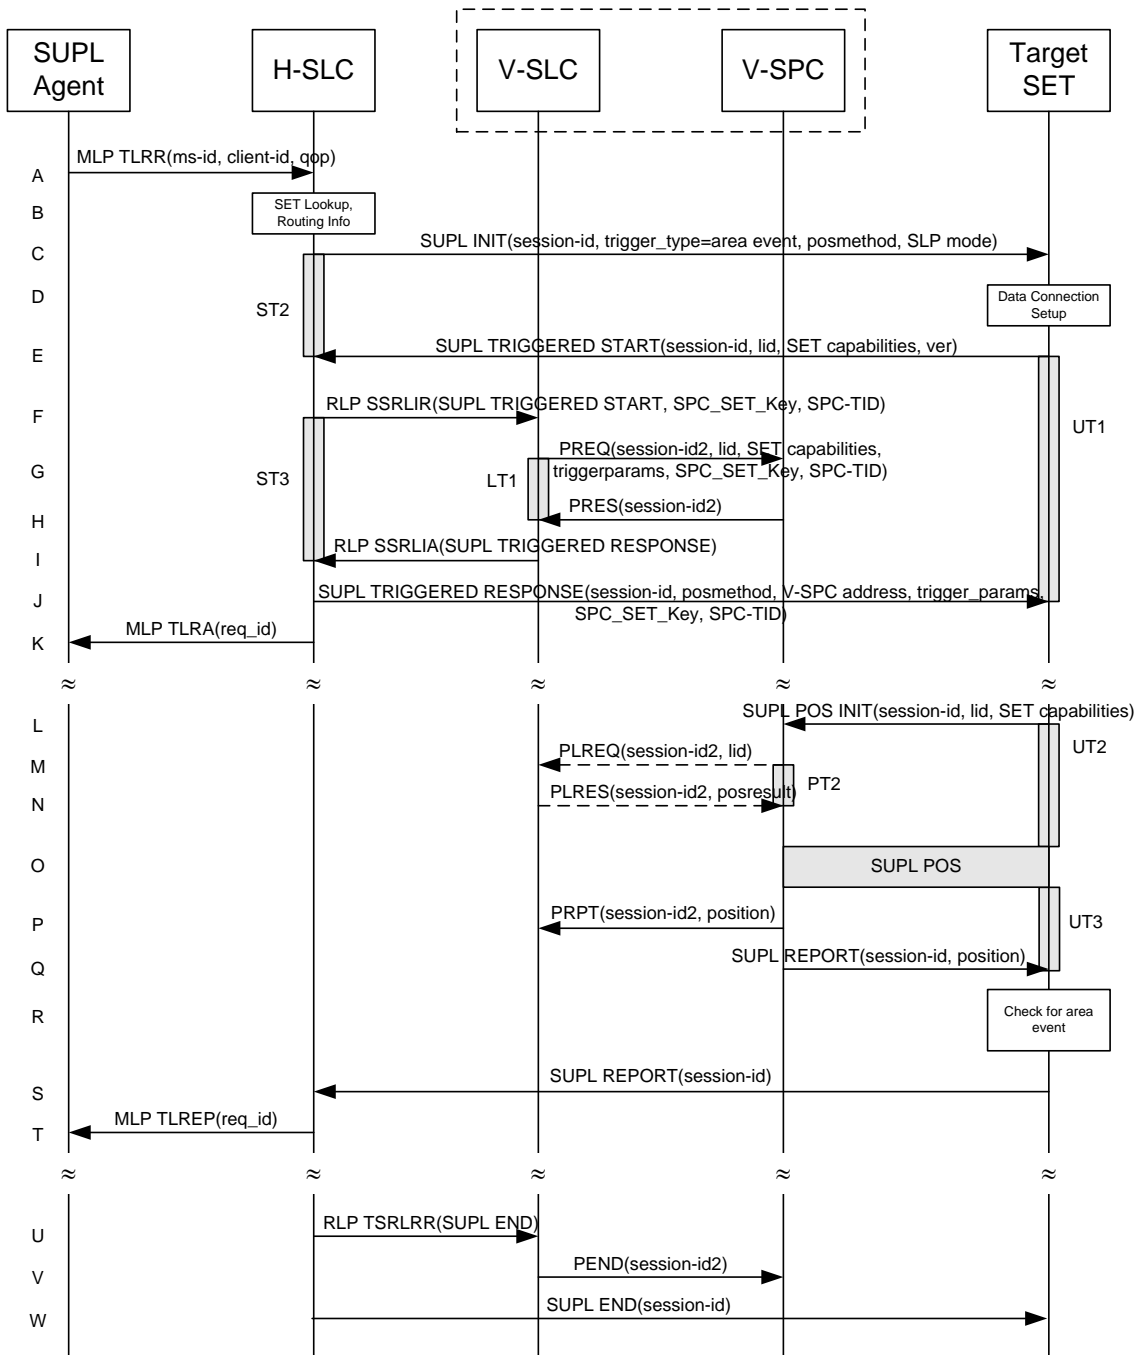 SUPL
Agent
H-SLC
V-SLC
V-SPC
Target
SET
A
MLP TLRR(ms-id, client-id, qop)
B
SET Lookup,
Routing Info
C
SUPL INIT(session-id, trigger_type=area event, posmethod, SLP mode)
D
ST2
Data Connection
Setup
E
SUPL TRIGGERED START(session-id, lid, SET capabilities, ver)
F
RLP SSRLIR(SUPL TRIGGERED START, SPC_SET_Key, SPC-TID)
UT1
G
ST3
LT1
PREQ(session-id2, lid, SET capabilities,
triggerparams, SPC_SET_Key, SPC-TID)
H
PRES(session-id2)
I
RLP SSRLIA(SUPL TRIGGERED RESPONSE)
J
SUPL TRIGGERED RESPONSE(session-id, posmethod, V-SPC address, trigger_params,
SPC_SET_Key, SPC-TID)
K
MLP TLRA(req_id)
≈ ≈ ≈ ≈ ≈
L
SUPL POS INIT(session-id, lid, SET capabilities)
UT2
M
PLREQ(session-id2, lid)
PT2
N
PLRES(session-id2, posresult)
O
SUPL POS
P
PRPT(session-id2, position)
UT3
Q
SUPL REPORT(session-id, position)
R
Check for area
event
S
SUPL REPORT(session-id)
T
MLP TLREP(req_id)
≈ ≈ ≈ ≈ ≈
U
RLP TSRLRR(SUPL END)
V
PEND(session-id2)
W
SUPL END(session-id)